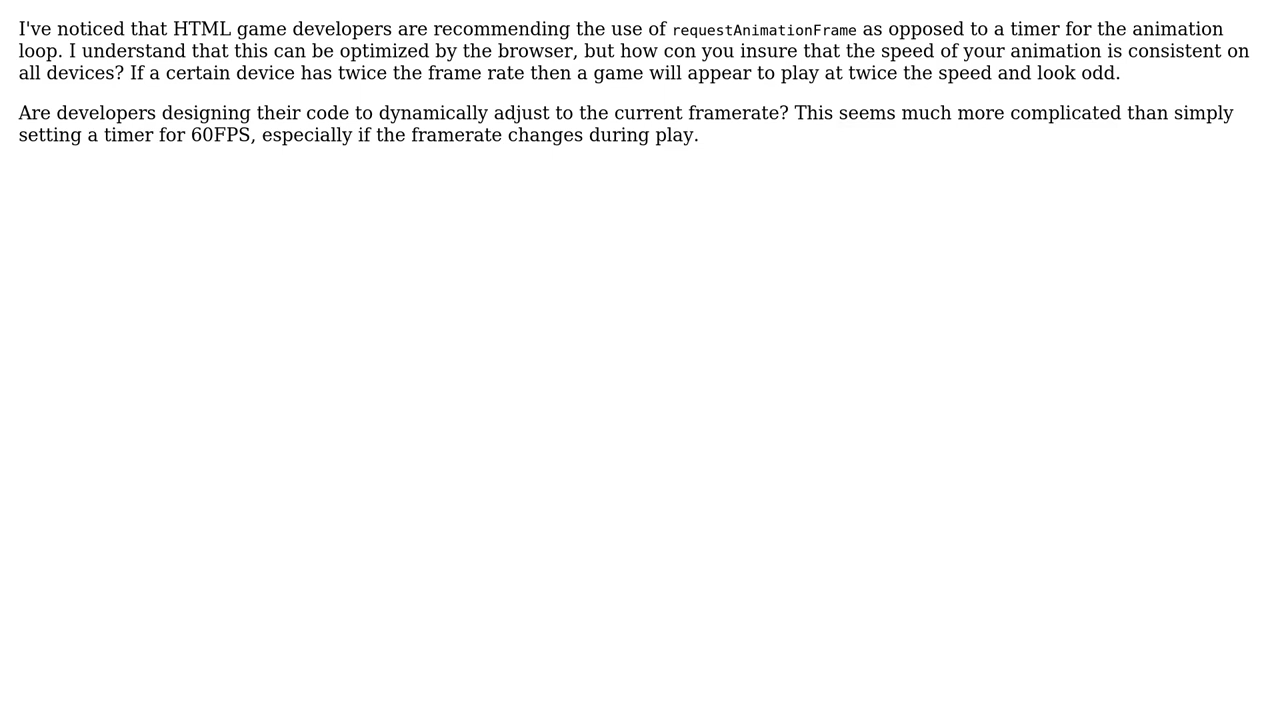 I've noticed that HTML game developers are recommending the use of requestAnimationFrame as opposed to a timer for the animation
loop. I understand that this can be optimized by the browser, but how con you insure that the speed of your animation is consistent on
all devices? If a certain device has twice the frame rate then a game will appear to play at twice the speed and look odd.
Are developers designing their code to dynamically adjust to the current framerate? This seems much more complicated than simply
setting a timer for 60FPS, especially if the framerate changes during play.